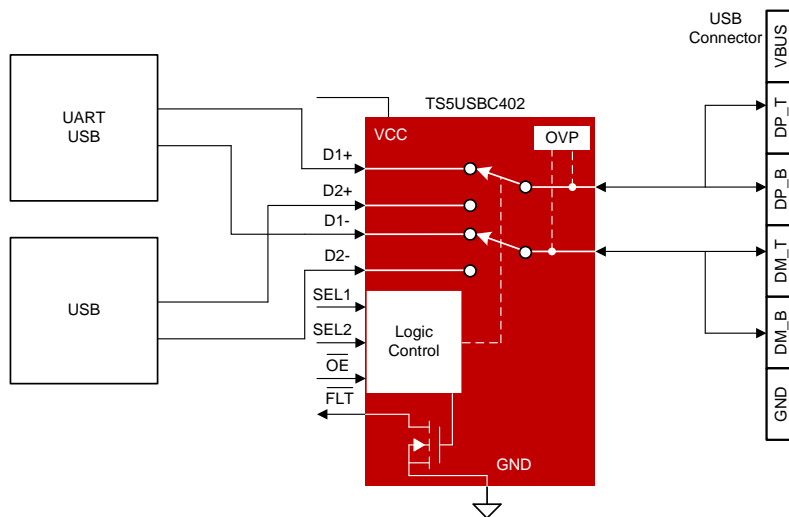 USB
Connector
VBUS
DP_T
DP_B
DM_T
DM_B
GND
TS5USBC402
UART
USB
USB
VCC
OVP
D1+
D2+
D1-
D2-
SEL1
SEL2
OE
FLT
Logic
Control
GND